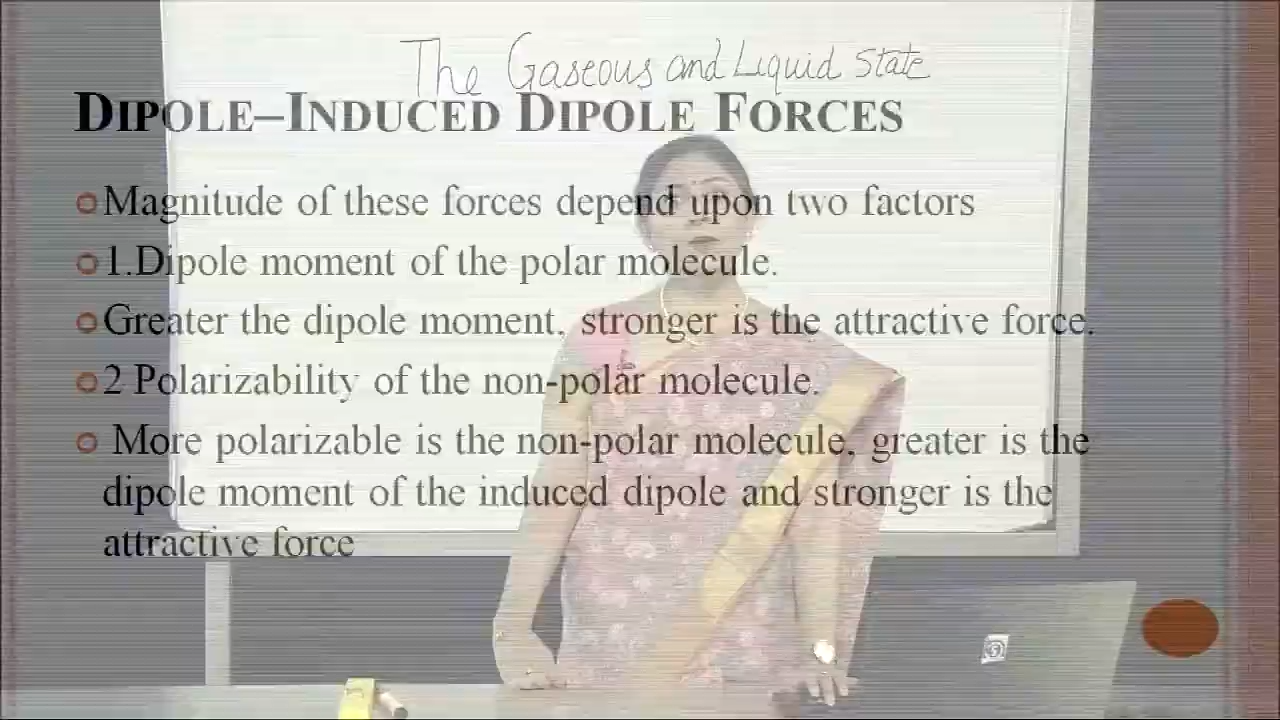 The Gaseous and Liquid State
DIPOLE–INDUCED DIPOLE FORCES
Magnitude of these forces depend upon two factors
1.Dipole moment of the polar molecule.
Greater the dipole moment, stronger is the attractive force.
2 Polarizability of the non-polar molecule.
More polarizable is the non-polar molecule, greater is the
dipole moment of the induced dipole and stronger is the
attractive force